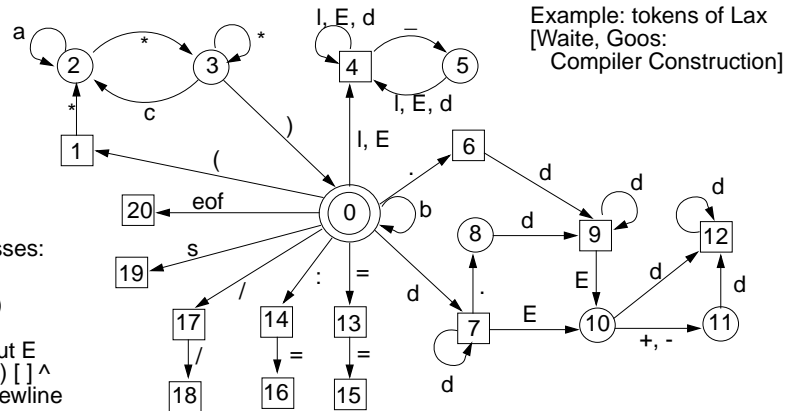 Example: tokens of Lax
[Waite, Goos:
Compiler Construction]
a
*
*
l, E, d
_
2
3
4
5
*
c
l, E, d
)
l, E
1
(
.
6
d
d
d
20
eof
0
b
8
d
9
12
s
19
/
:
=
d
.
E
d
d
17
14
13
7
E
10
11
+, -
/
=
=
d
18
16
15
sses:
)
ut E
) [ ] ^
ewline